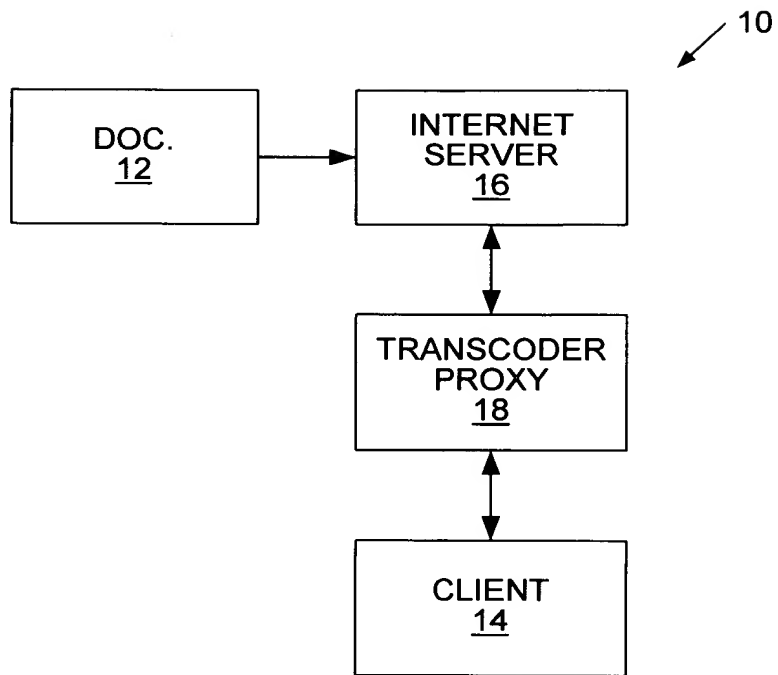 10
DOC.
12
INTERNET
SERVER
16
TRANSCODER
PROXY
18
CLIENT
14